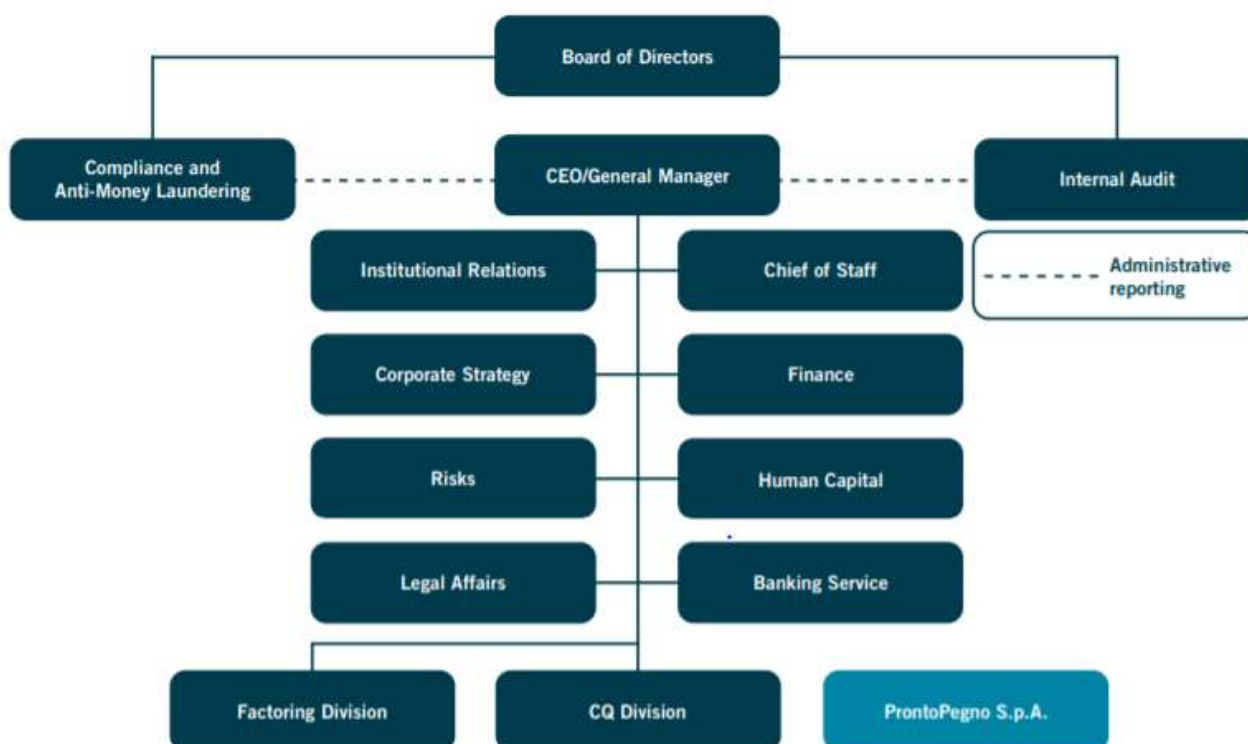 Board of Directors
Compliance and
Anti-Money Laundering
CEO/General Manager
Internal Audit
Institutional Relations
Chief of Staff
Administrative
reporting
Corporate Strategy
Finance
Risks
Human Capital
Legal Affairs
Banking Service
Factoring Division
CQ Division
ProntoPegno S.p.A.